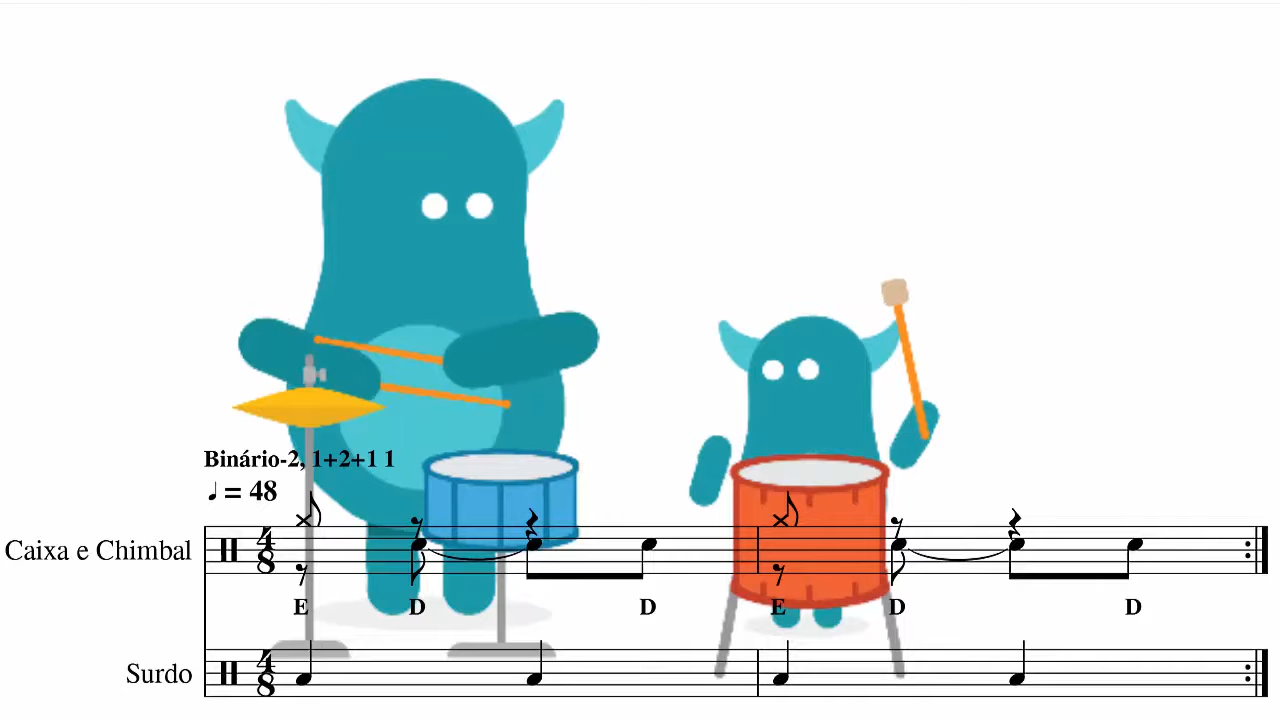 Binário-2, 1+2+1 1
♩ = 48
Caixa e Chimbal
4
8
E D D E D D
Surdo
4
8